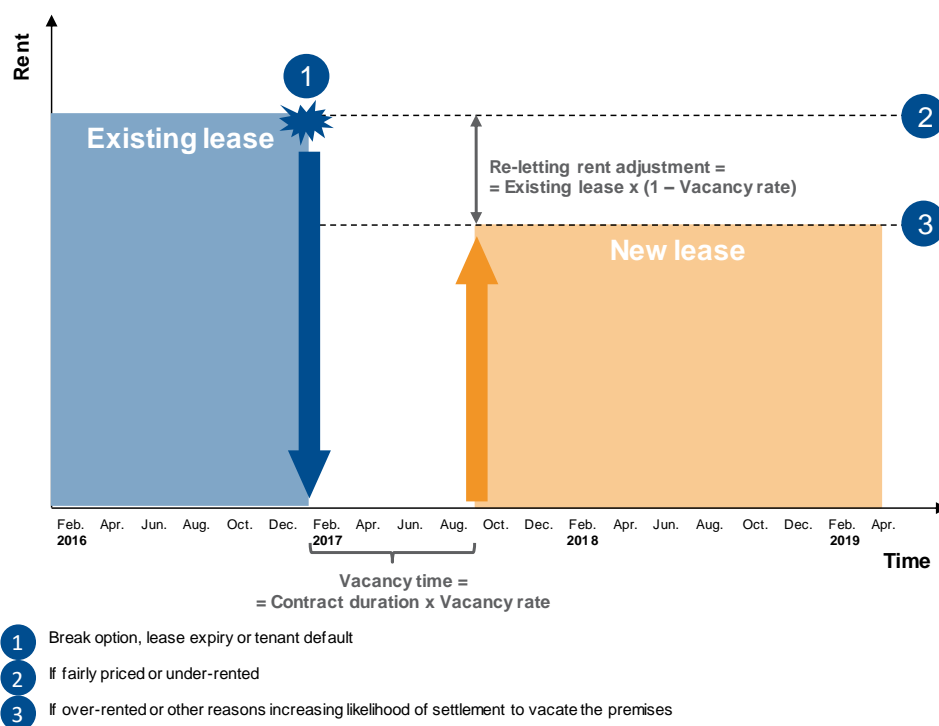 Rent
1
2
Existing lease
Re-letting rent adjustment =
= Existing lease x (1 – Vacancy rate)
3
New lease
Feb. Apr. Jun. Aug. Oct. Dec. Feb. Apr. Jun. Aug. Oct. Dec. Feb. Apr. Jun. Aug. Oct. Dec. Feb. Apr.
2016 2017 2018 2019
Time
Vacancy time =
= Contract duration x Vacancy rate
1 Break option, lease expiry or tenant default
2 If fairly priced or under-rented
3 If over-rented or other reasons increasing likelihood of settlement to vacate the premises